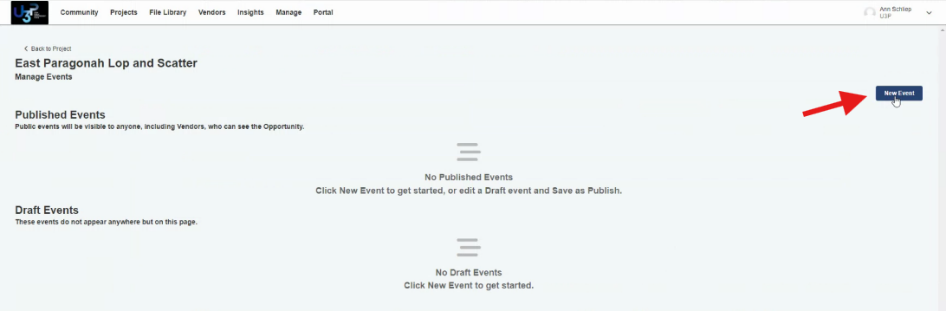 U3P
Community Projects File Library Vendors Insights Manage Portal
Ann Schliep
U3P
Back to Project
East Paragonah Lop and Scatter
Manage Events
New Event
Published Events
Public events will be visible to anyone, including Vendors, who can see the Opportunity.
No Published Events
Click New Event to get started, or edit a Draft event and Save as Publish.
Draft Events
These events do not appear anywhere but on this page.
No Draft Events
Click New Event to get started.